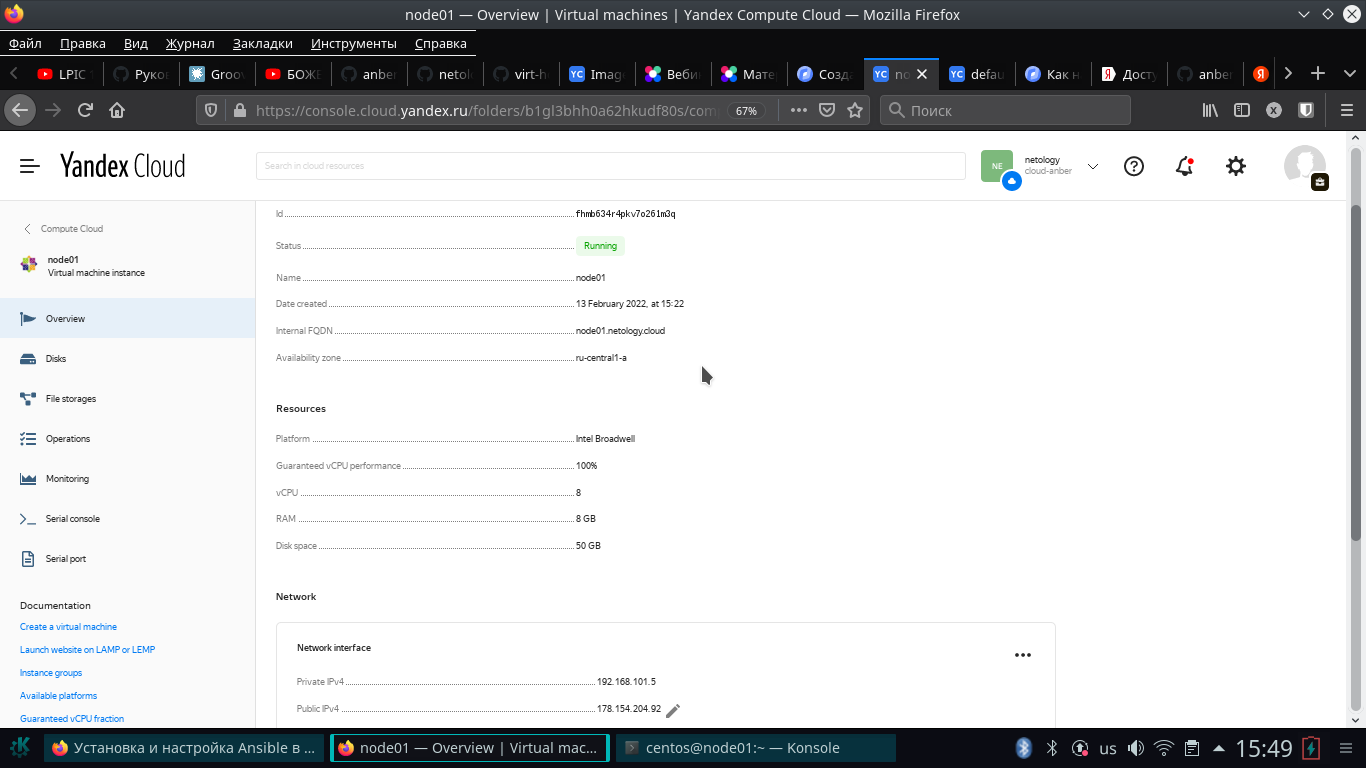 node01 — Overview | Virtual machines | Yandex Compute Cloud — Mozilla Firefox
Файл Правка Вид Журнал Закладки Инструменты Справка
LPIC Руко Groo БОЖЕ anber netol virt-h YC Imag Веби Мате Созд YC no YC defau Как н Я Дост anber Я
https://console.cloud.yandex.ru/folders/b1gl3bhh0a62hkudf80s/com 67% Поиск
Yandex Cloud
Search in cloud resources
NE
netology
cloud-anber
Compute Cloud
node01
Virtual machine instance
Overview
Disks
File storages
Operations
Monitoring
Serial console
Serial port
Documentation
Create a virtual machine
Launch website on LAMP or LEMP
Instance groups
Available platforms
Guaranteed vCPU fraction
Id fhmb634r4pkv7o261m3q
Status Running
Name node01
Date created 13 February 2022, at 15:22
Internal FQDN node01.netology.cloud
Availability zone ru-central1-a
Resources
Platform Intel Broadwell
Guaranteed vCPU performance 100%
vCPU 8
RAM 8 GB
Disk space 50 GB
Network
Network interface
Private IPv4 192.168.101.5
Public IPv4 178.154.204.92
Установка и настройка Ansible в ... node01 — Overview | Virtual mac... centos@node01:~ — Konsole us 15:49